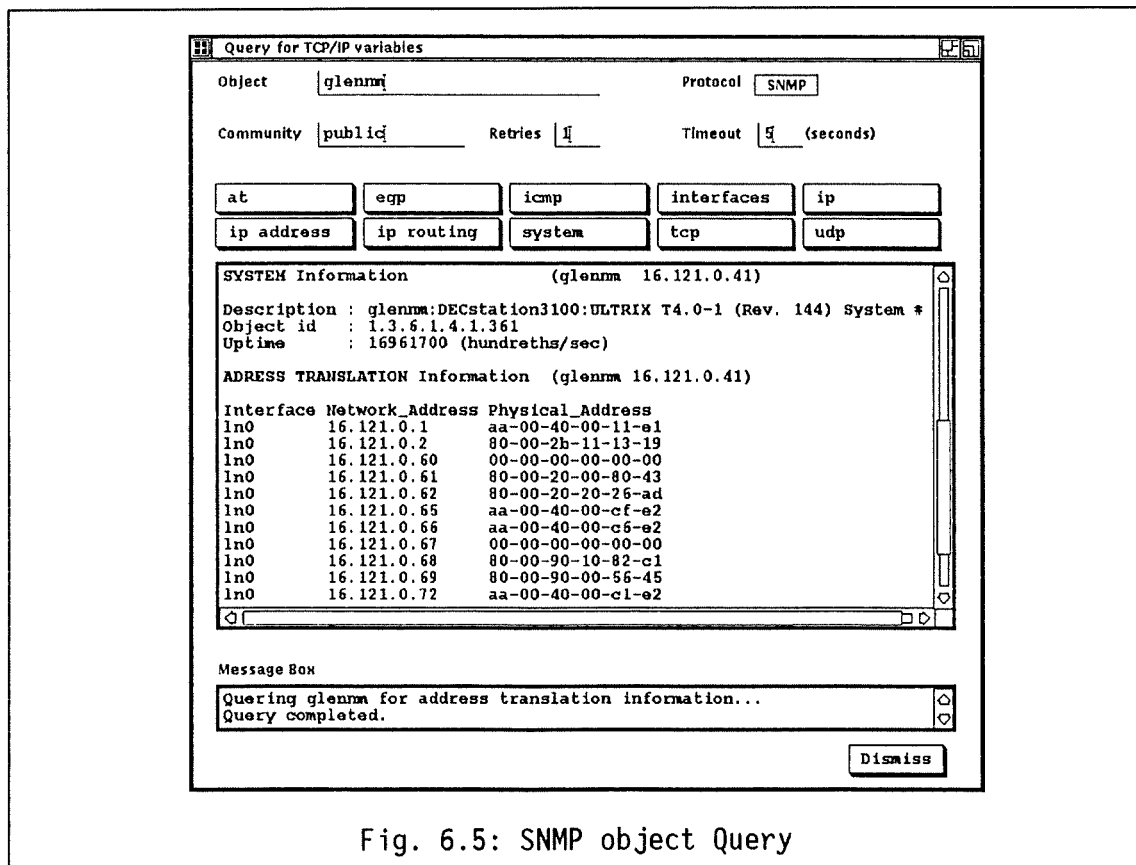 Query for TCP/IP variables
Object glennm Protocol SNMP
Community public Retries 1 Timeout 5 (seconds)
at egp icmp interfaces ip
ip address ip routing system tcp udp
SYSTEM Information (glennm 16.121.0.41)
Description : glennm:DECstation3100:ULTRIX T4.0-1 (Rev. 144) System #
Object id : 1.3.6.1.4.1.361
Uptime : 16961700 (hundreths/sec)
ADRESS TRANSLATION Information (glennm 16.121.0.41)
Interface Network_Address Physical_Address
ln0 16.121.0.1 aa-00-40-00-11-e1
ln0 16.121.0.2 80-00-2b-11-13-19
ln0 16.121.0.60 00-00-00-00-00-00
ln0 16.121.0.61 80-00-20-00-80-43
ln0 16.121.0.62 80-00-20-20-26-ad
ln0 16.121.0.65 aa-00-40-00-cf-e2
ln0 16.121.0.66 aa-00-40-00-c6-e2
ln0 16.121.0.67 00-00-00-00-00-00
ln0 16.121.0.68 80-00-90-10-82-c1
ln0 16.121.0.69 80-00-90-00-56-45
ln0 16.121.0.72 aa-00-40-00-c1-e2
Message Box
Quering glennm for address translation information...
Query completed.
Dismiss
Fig. 6.5: SNMP object Query